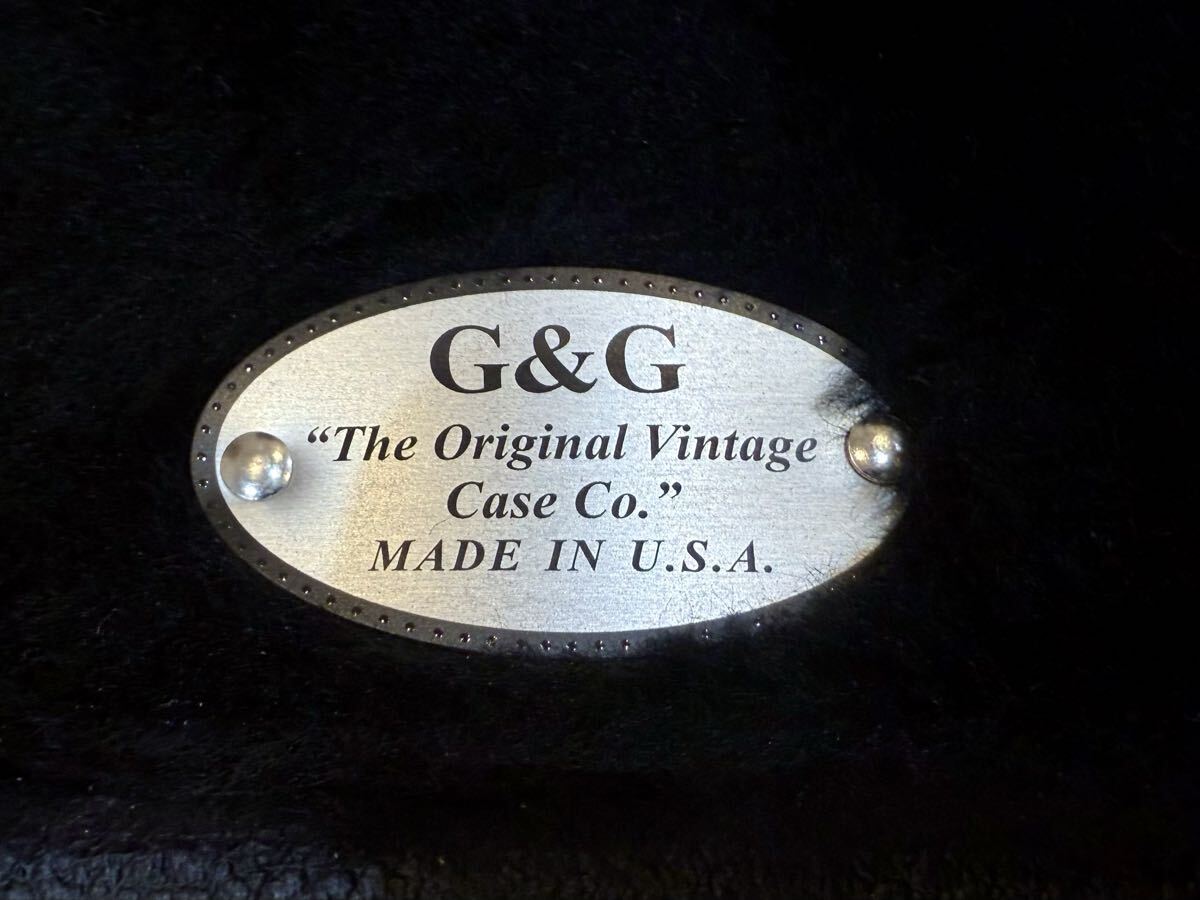 G&G
“The Original Vintage
Case Co.”
MADE IN U.S.A.